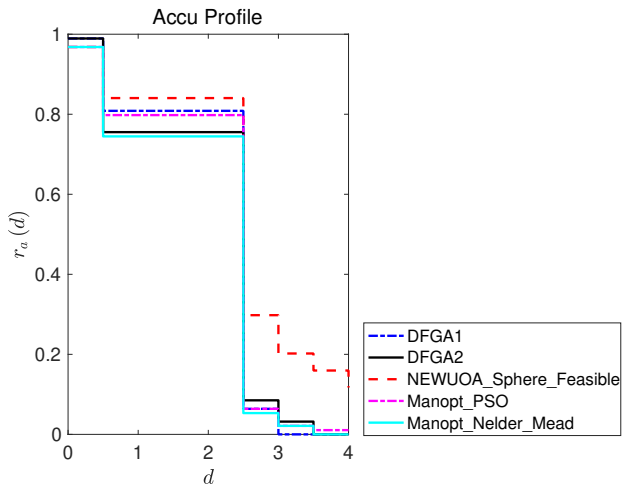 Accu Profile
1
0.8
0.6
0.4
0.2
0
r_a (d)
0 1 2 3 4
d
DFGA1
DFGA2
NEWUOA_Sphere_Feasible
Manopt_PSO
Manopt_Nelder_Mead